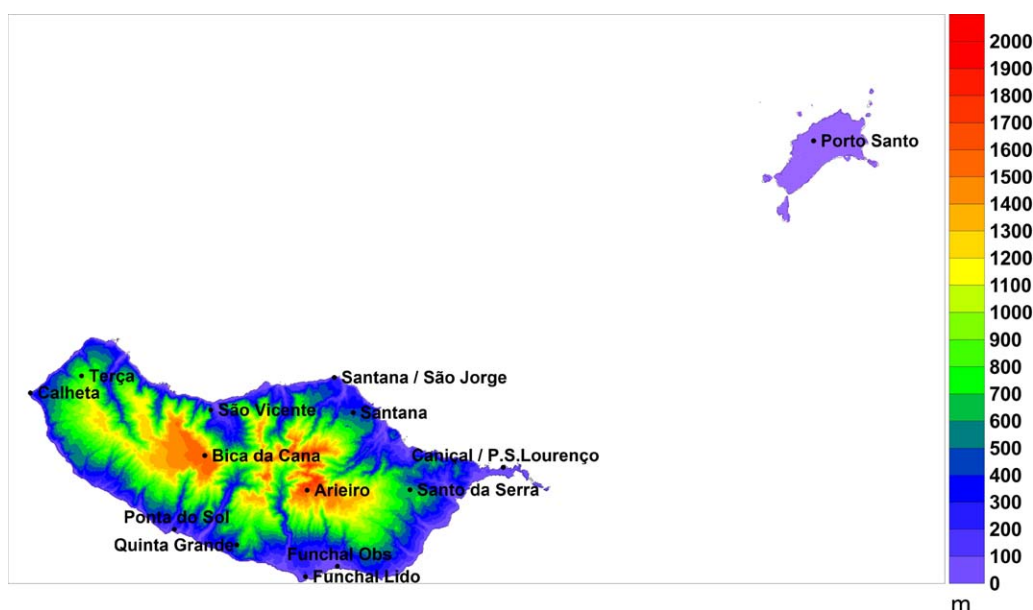 2000
1900
1800
1700
1600
1500
1400
1300
1200
1100
1000
900
800
700
600
500
400
300
200
100
0
m
Porto Santo
Terça
Calheta
Santana / São Jorge
São Vicente
Santana
Bica da Cana
Caniçal / P.S.Lourenço
Arieiro
Santo da Serra
Ponta do Sol
Quinta Grande
Funchal Obs
Funchal Lido